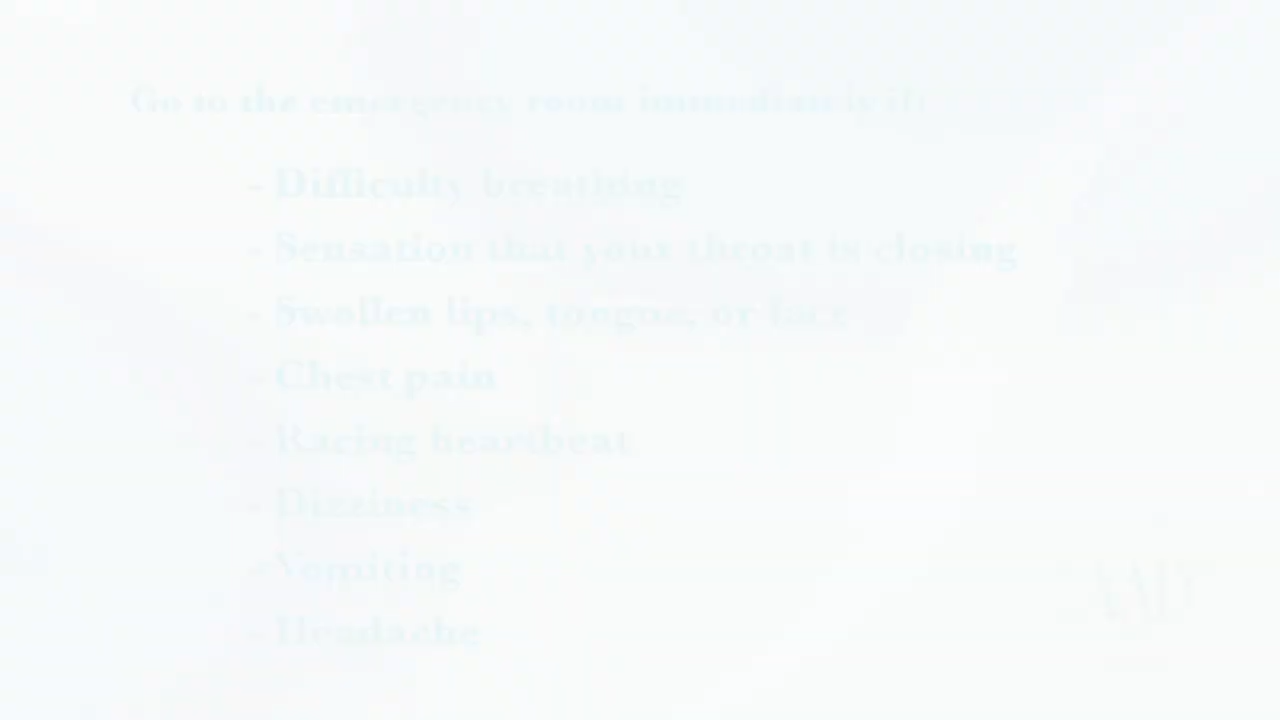 Go to the emergency room immediately if:
- Difficulty breathing
- Sensation that your throat is closing
- Swollen lips, tongue, or face
- Chest pain
- Racing heartbeat
- Dizziness
- Vomiting
- Headache